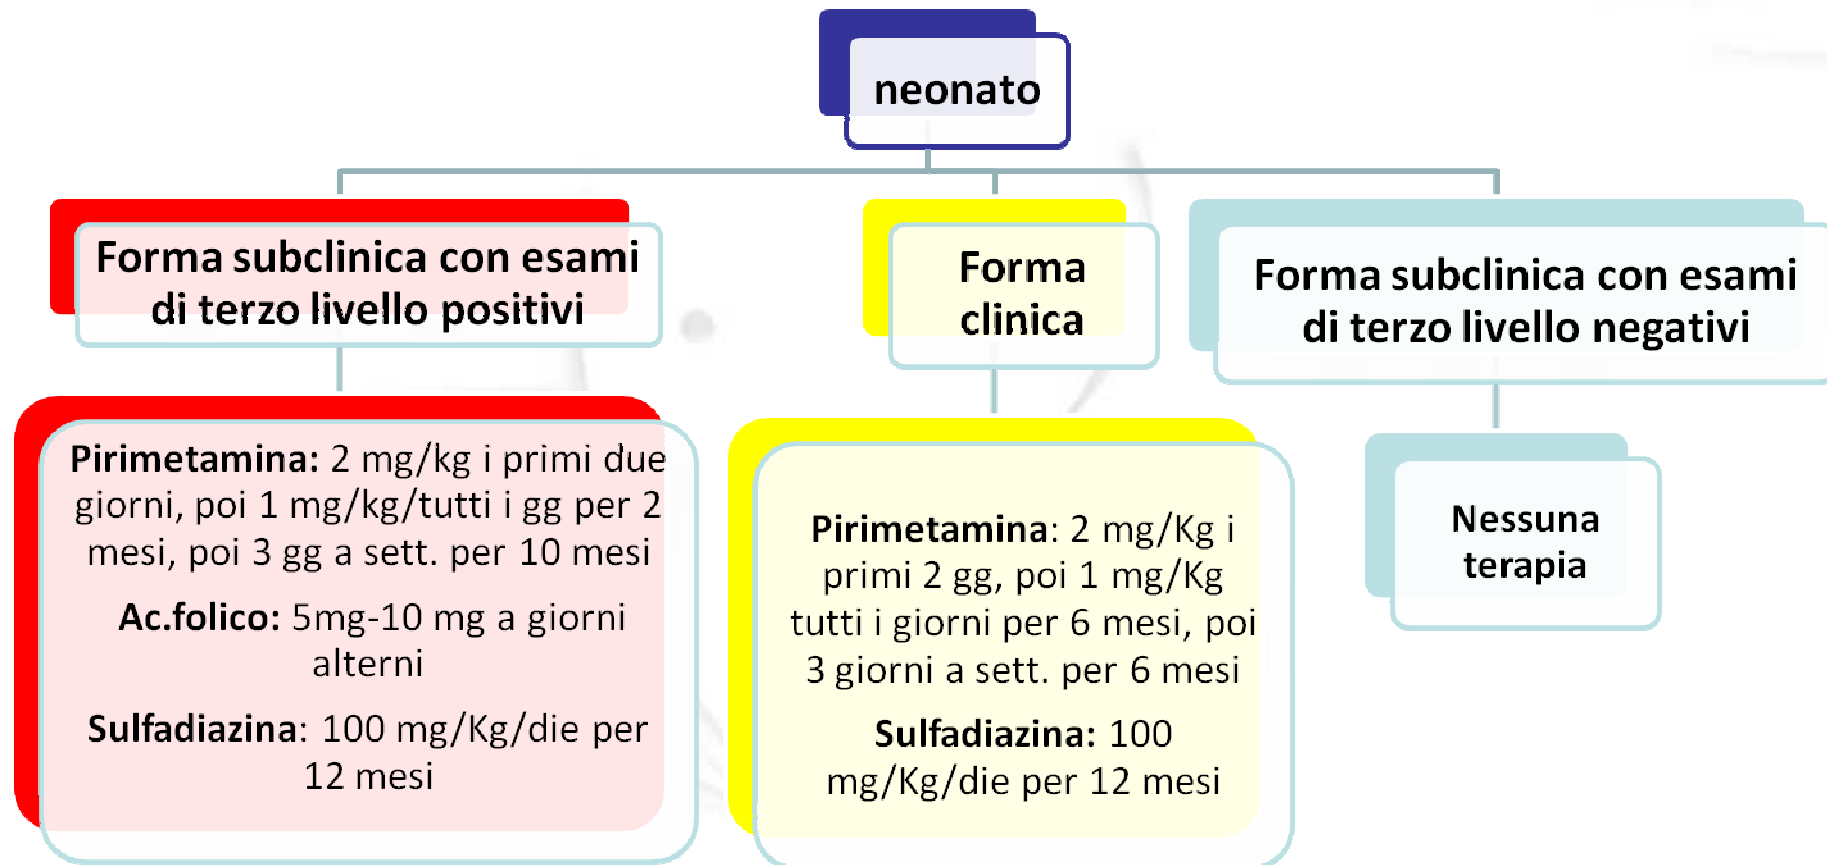 neonato
Forma subclinica con esami
di terzo livello positivi
Forma
clinica
Forma subclinica con esami
di terzo livello negativi
Pirimetamina: 2 mg/kg i primi due
giorni, poi 1 mg/kg/tutti i gg per 2
mesi, poi 3 gg a sett. per 10 mesi
Ac.folico: 5mg-10 mg a giorni
alterni
Sulfadiazina: 100 mg/Kg/die per
12 mesi
Pirimetamina: 2 mg/Kg i
primi 2 gg, poi 1 mg/Kg
tutti i giorni per 6 mesi, poi
3 giorni a sett. per 6 mesi
Sulfadiazina: 100
mg/Kg/die per 12 mesi
Nessuna
terapia